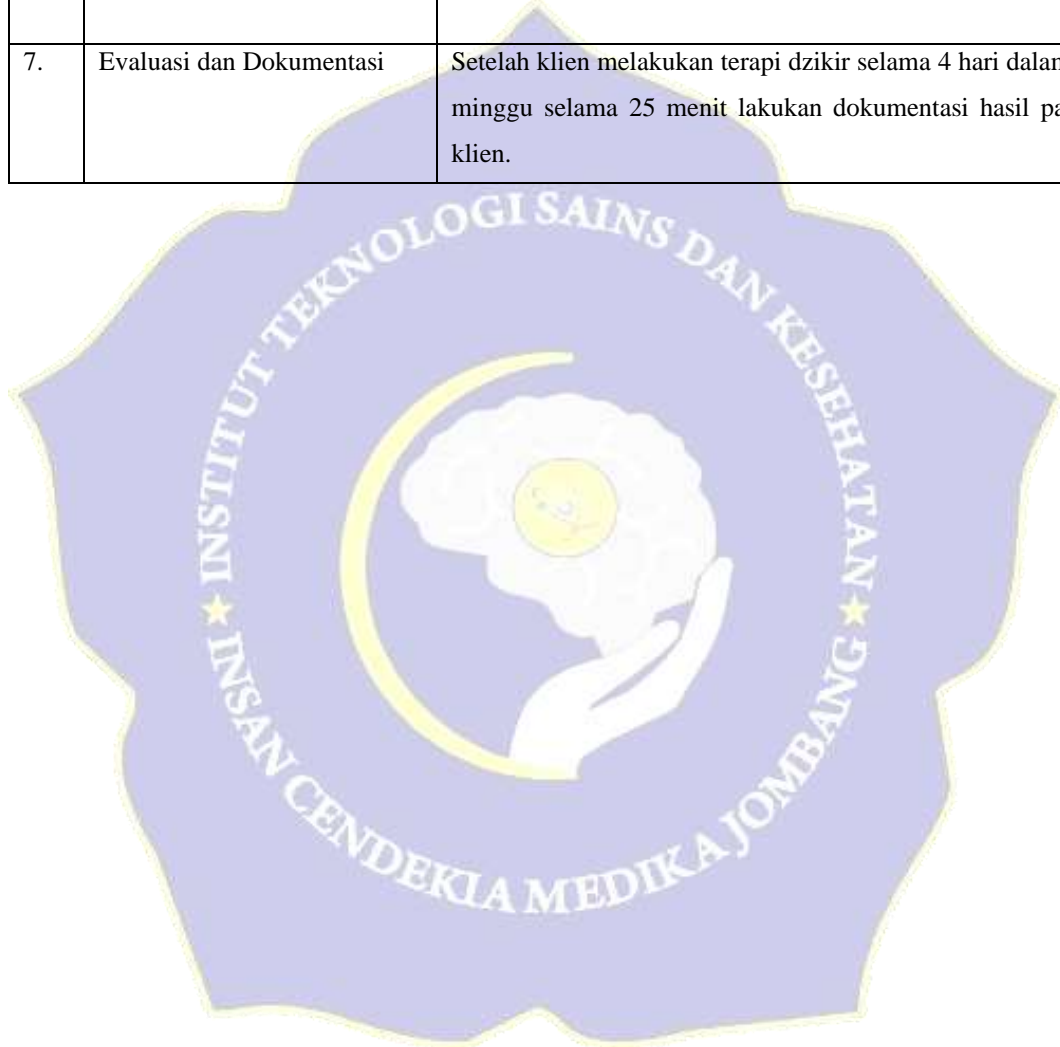 7. Evaluasi dan Dokumentasi Setelah klien melakukan terapi dzikir selama 4 hari dalam
minggu selama 25 menit lakukan dokumentasi hasil pa
klien.
INSTITUT TEKNOLOGI SAINS DAN KESEHATAN
INSAN CENDEKIA MEDIKA JOMBANG